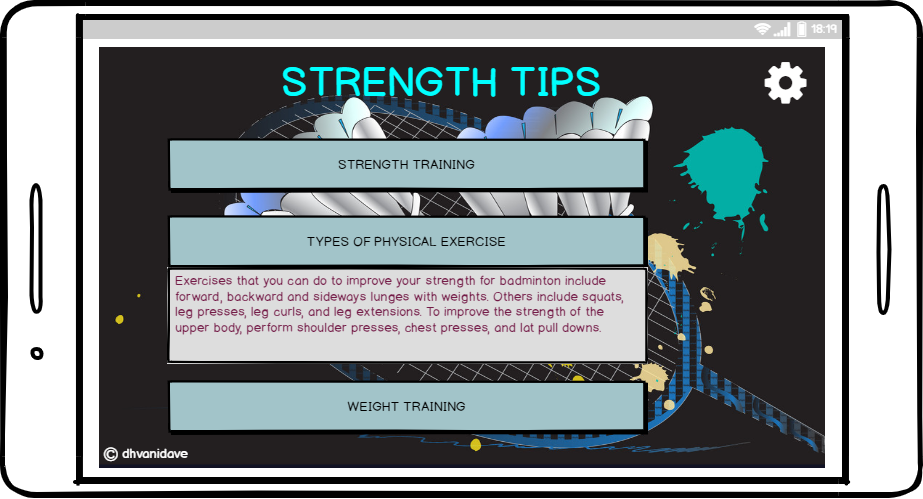 18:19
STRENGTH TIPS
STRENGTH TRAINING
TYPES OF PHYSICAL EXERCISE
Exercises that you can do to improve your strength for badminton include
forward, backward and sideways lunges with weights. Others include squats,
leg presses, leg curls, and leg extensions. To improve the strength of the
upper body, perform shoulder presses, chest presses, and lat pull downs.
WEIGHT TRAINING
© dhvanidave